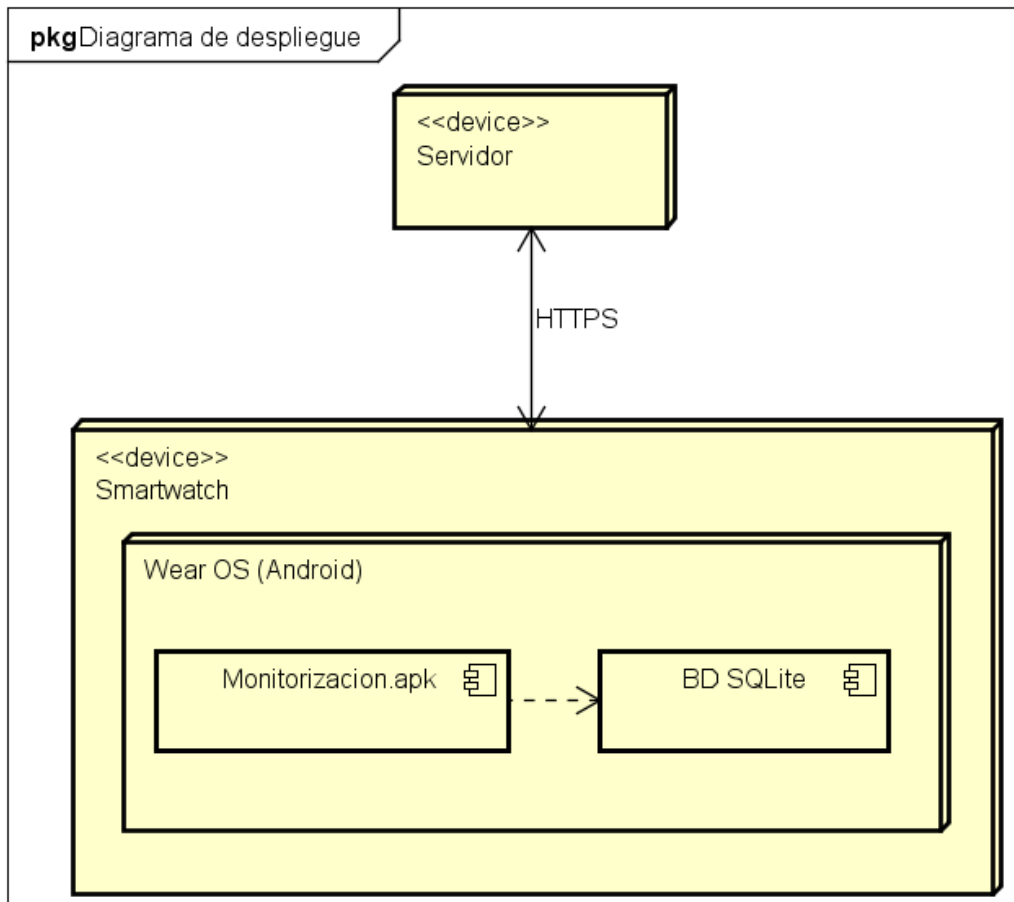 pkgDiagrama de despliegue
<<device>>
Servidor
HTTPS
<<device>>
Smartwatch
Wear OS (Android)
Monitorizacion.apk
BD SQLite